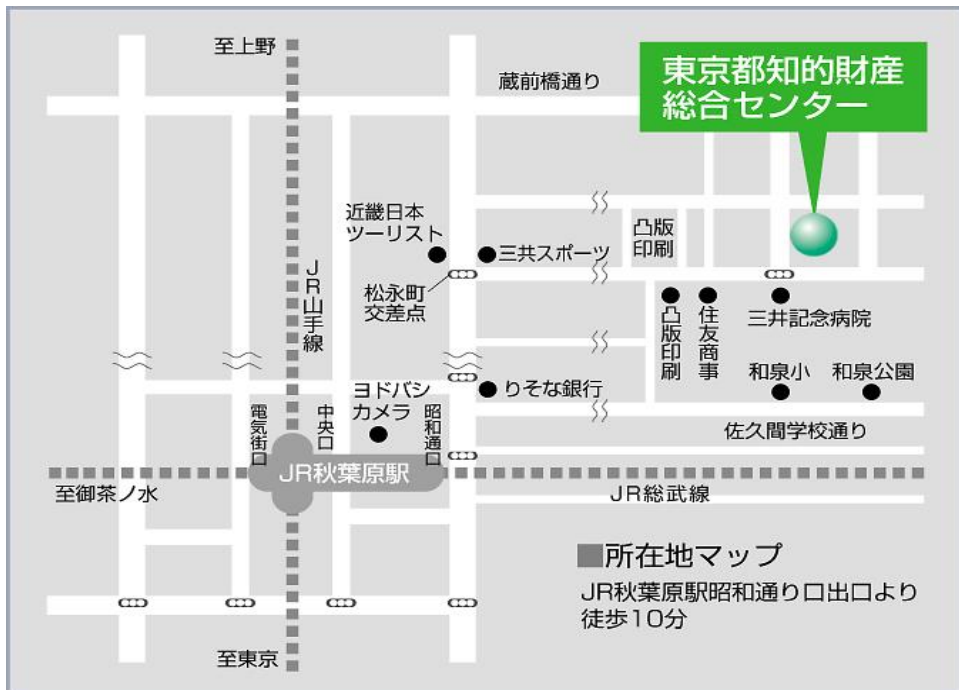 至上野
蔵前橋通り
東京都知的財産
総合センター
近畿日本
ツーリスト
三共スポーツ
凸版
印刷
JR山手線
松永町
交差点
凸版印刷
住友商事
三井記念病院
ヨドバシ
カメラ
りそな銀行
和泉小
和泉公園
電気街口
中央口
昭和通口
佐久間学校通り
JR秋葉原駅
至御茶ノ水
JR総武線
■所在地マップ
JR秋葉原駅昭和通り口出口より
徒歩10分
至東京